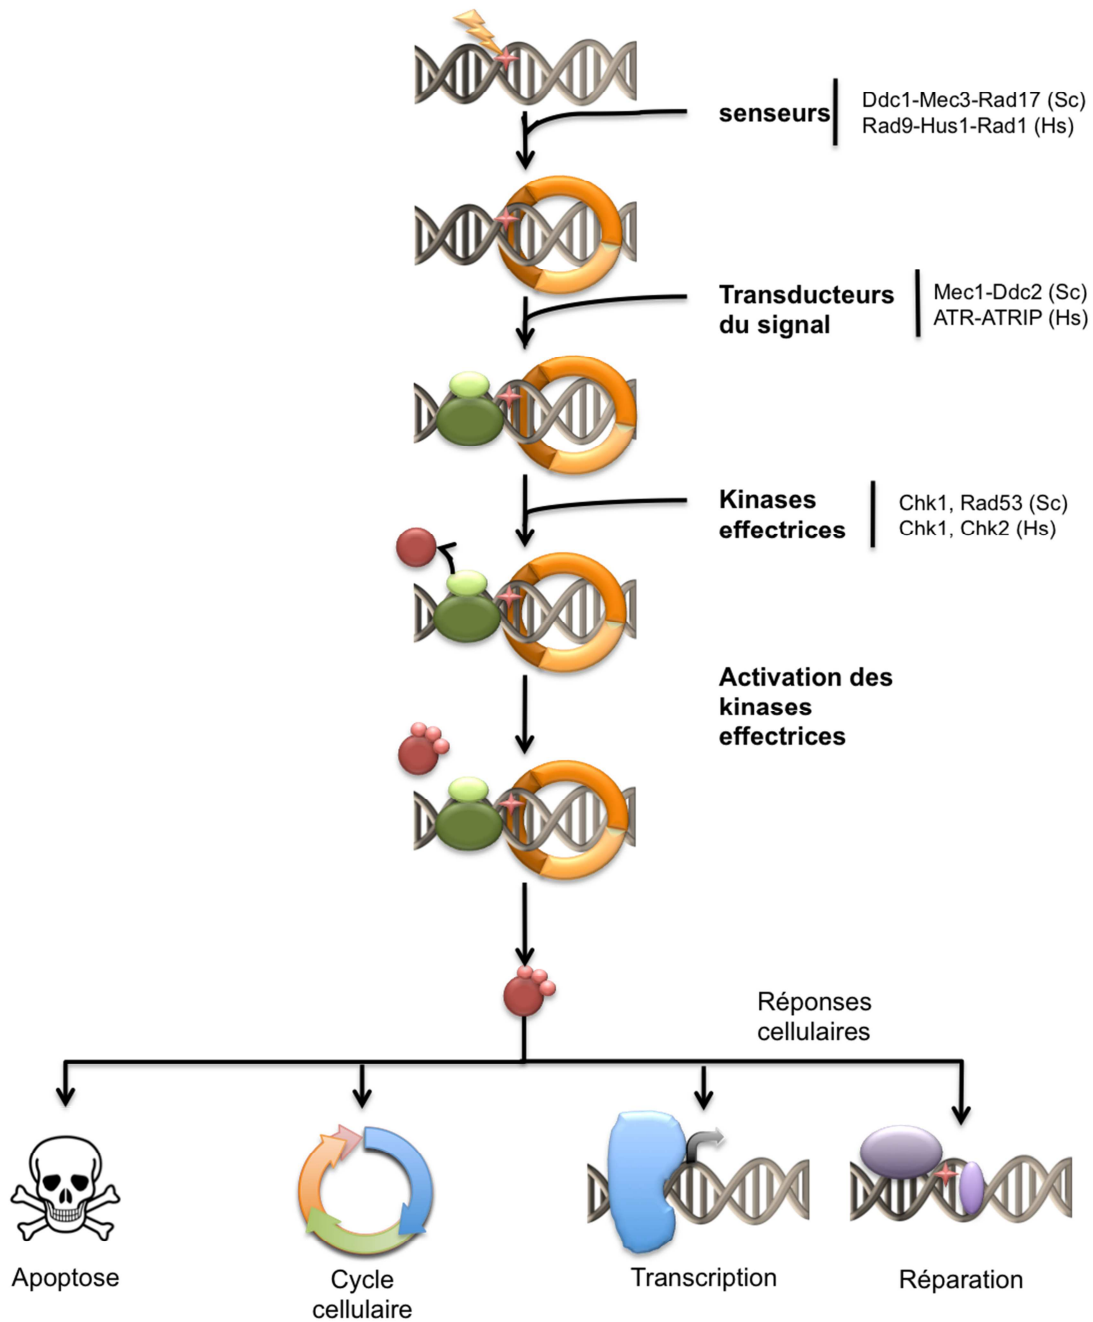 senseurs
Ddc1-Mec3-Rad17 (Sc)
Rad9-Hus1-Rad1 (Hs)
Transducteurs
du signal
Mec1-Ddc2 (Sc)
ATR-ATRIP (Hs)
Kinases
effectrices
Chk1, Rad53 (Sc)
Chk1, Chk2 (Hs)
Activation des
kinases
effectrices
Réponses
cellulaires
Apoptose
Cycle
cellulaire
Transcription
Réparation